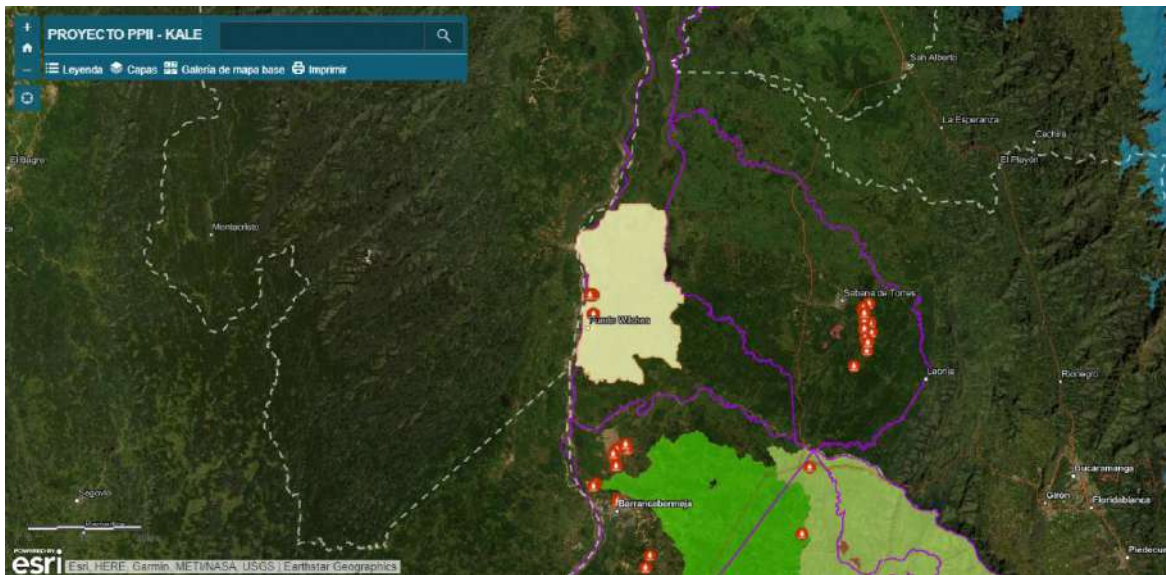 PROYECTO PPII - KALE
Leyenda Capas Galería de mapa base Imprimir
San Alberto
La Esperanza
Cachira
El Playón
El Bagre
Montecristo
Sabana de Torres
Puerto Wilches
Lebrija
Rionegro
Bucaramanga
Girón
Floridablanca
Segovia
Barrancabermeja
Remedios
Piedecue
POWERED BY
esri
Esri, HERE, Garmin, METI/NASA, USGS | Earthstar Geographics